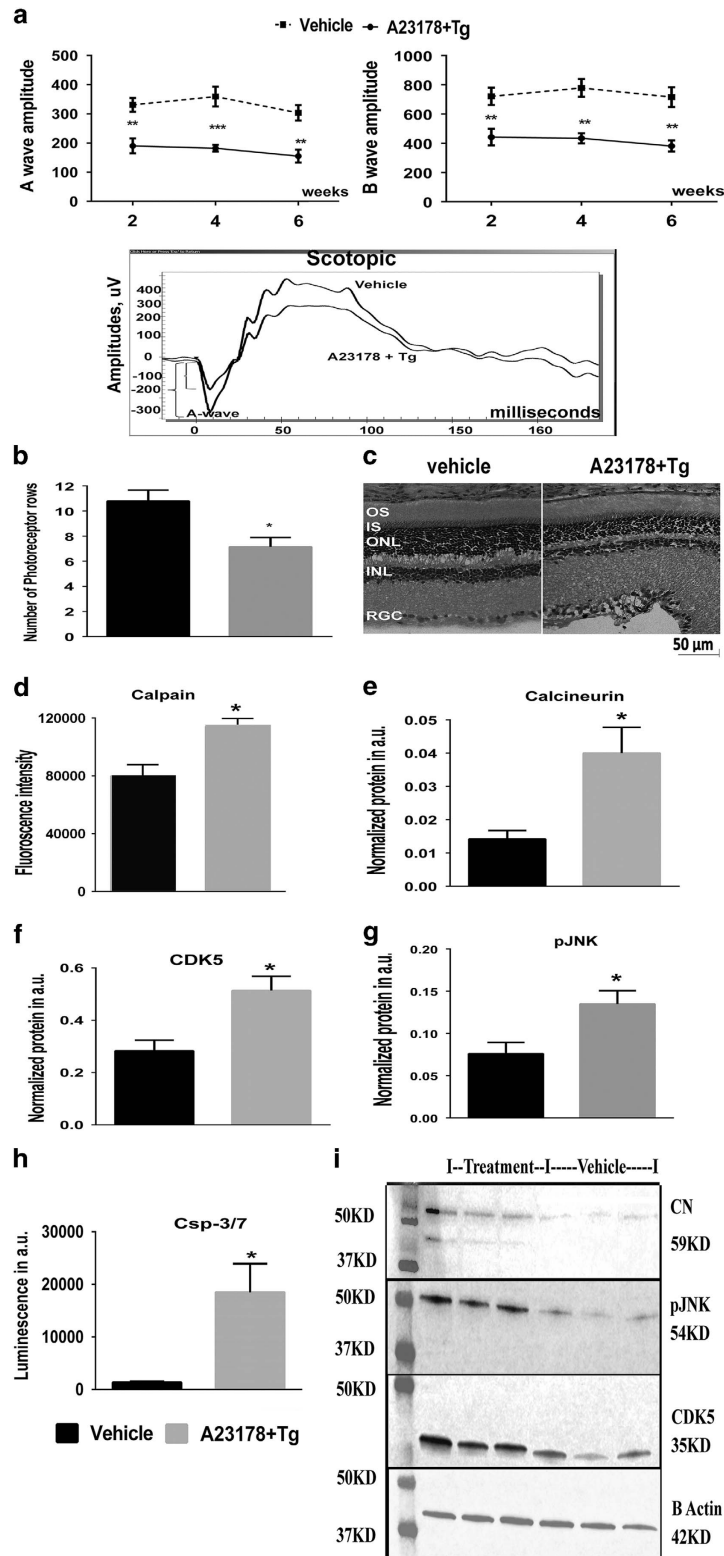 a
Vehicle A23178+Tg
A wave amplitude
500
400
300
200
100
0
** *** **
weeks
2 4 6
B wave amplitude
1000
800
600
400
200
0
** ** **
weeks
2 4 6
Scotopic
Amplitudes, uV
400
300
200
100
0
-100
-200
-300
Vehicle
A23178 + Tg
A-wave
milliseconds
0 50 100 150 160
b
Number of Photoreceptor rows
12
10
8
6
4
2
0
*
c
vehicle A23178+Tg
OS
IS
ONL
INL
RGC
50 µm
d
Calpain
Fluoroscence intensity
120000
80000
40000
0
*
e
Calcineurin
Normalized protein in a.u.
0.05
0.04
0.03
0.02
0.01
0.00
*
f
CDK5
Normalized protein in a.u.
0.6
0.4
0.2
0.0
*
g
pJNK
Normalized protein in a.u.
0.20
0.15
0.10
0.05
0.00
*
h
Csp-3/7
Luminescence in a.u.
30000
20000
10000
0
*
Vehicle A23178+Tg
i
I--Treatment--I-----Vehicle-----I
50KD
37KD
CN
59KD
50KD
37KD
pJNK
54KD
50KD
CDK5
35KD
50KD
37KD
B Actin
42KD